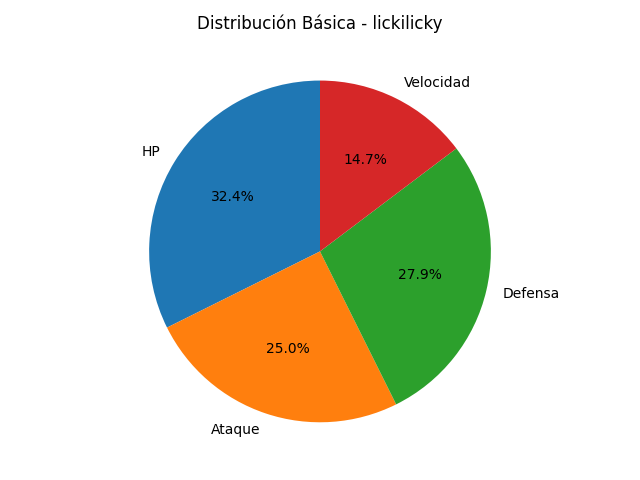 Distribución Básica - lickilicky
Velocidad
HP
14.7%
32.4%
27.9%
Defensa
25.0%
Ataque